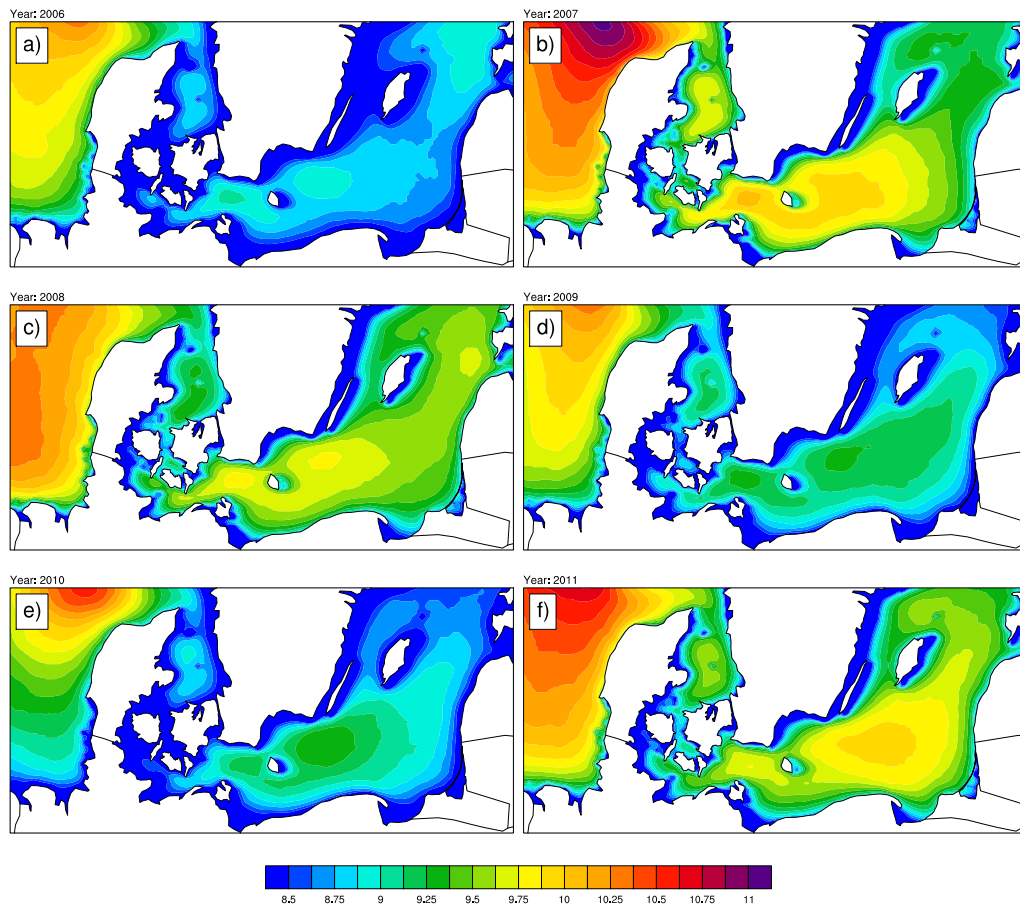 Year: 2006
a)
Year: 2007
b)
Year: 2008
c)
Year: 2009
d)
Year: 2010
e)
Year: 2011
f)
8.5 8.75 9 9.25 9.5 9.75 10 10.25 10.5 10.75 11